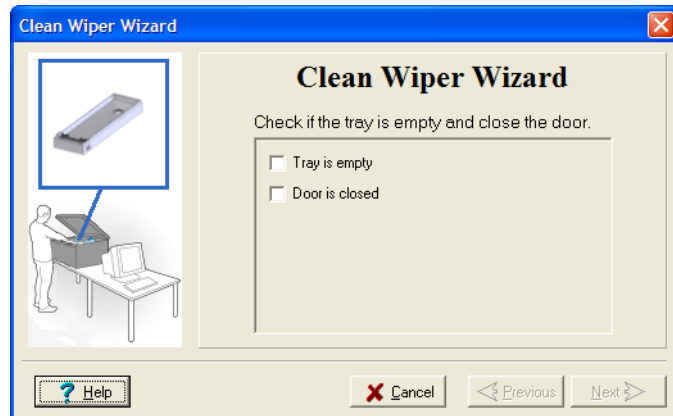 Clean Wiper Wizard
Clean Wiper Wizard
Check if the tray is empty and close the door.
Tray is empty
Door is closed
? Help
Cancel
Previous
Next